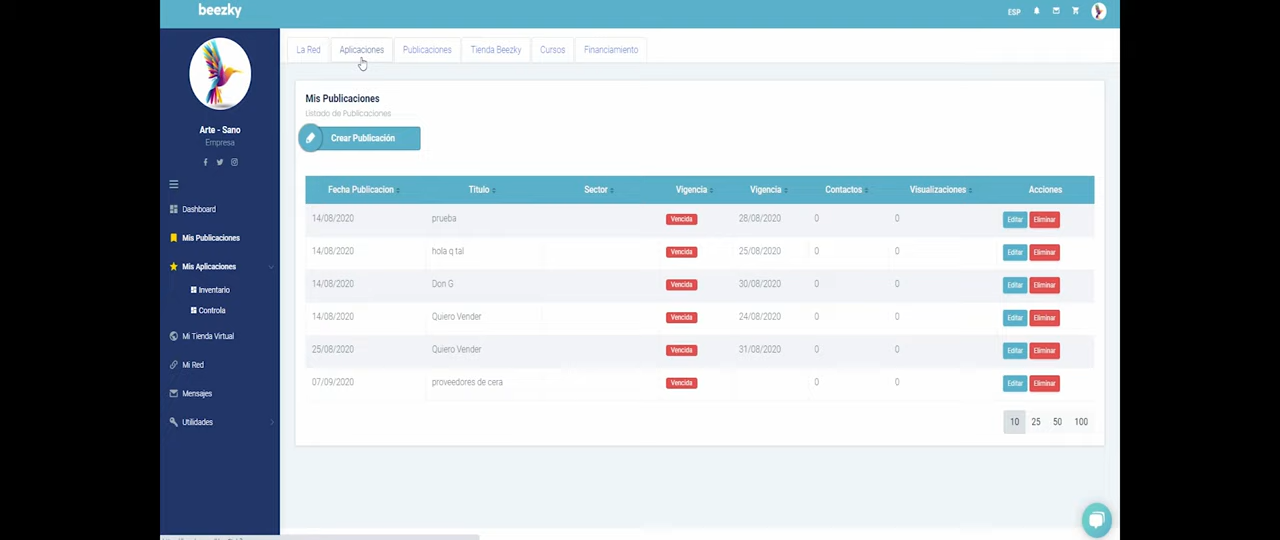 beezky
ESP
La Red
Aplicaciones
Publicaciones
Tienda Beezky
Cursos
Financiamiento
Arte - Sano
Empresa
Dashboard
Mis Publicaciones
Mis Aplicaciones
Inventario
Controla
Mi Tienda Virtual
Mi Red
Mensajes
Utilidades
Mis Publicaciones
Listado de Publicaciones
Crear Publicación
Fecha Publicacion Titulo Sector Vigencia Vigencia Contactos Visualizaciones Acciones
14/08/2020 prueba Vencida 28/08/2020 0 0 Editar Eliminar
14/08/2020 hola q tal Vencida 25/08/2020 0 0 Editar Eliminar
14/08/2020 Don G Vencida 30/08/2020 0 0 Editar Eliminar
14/08/2020 Quiero Vender Vencida 24/08/2020 0 0 Editar Eliminar
25/08/2020 Quiero Vender Vencida 31/08/2020 0 0 Editar Eliminar
07/09/2020 proveedores de cera Vencida 0 0 Editar Eliminar
10 25 50 100